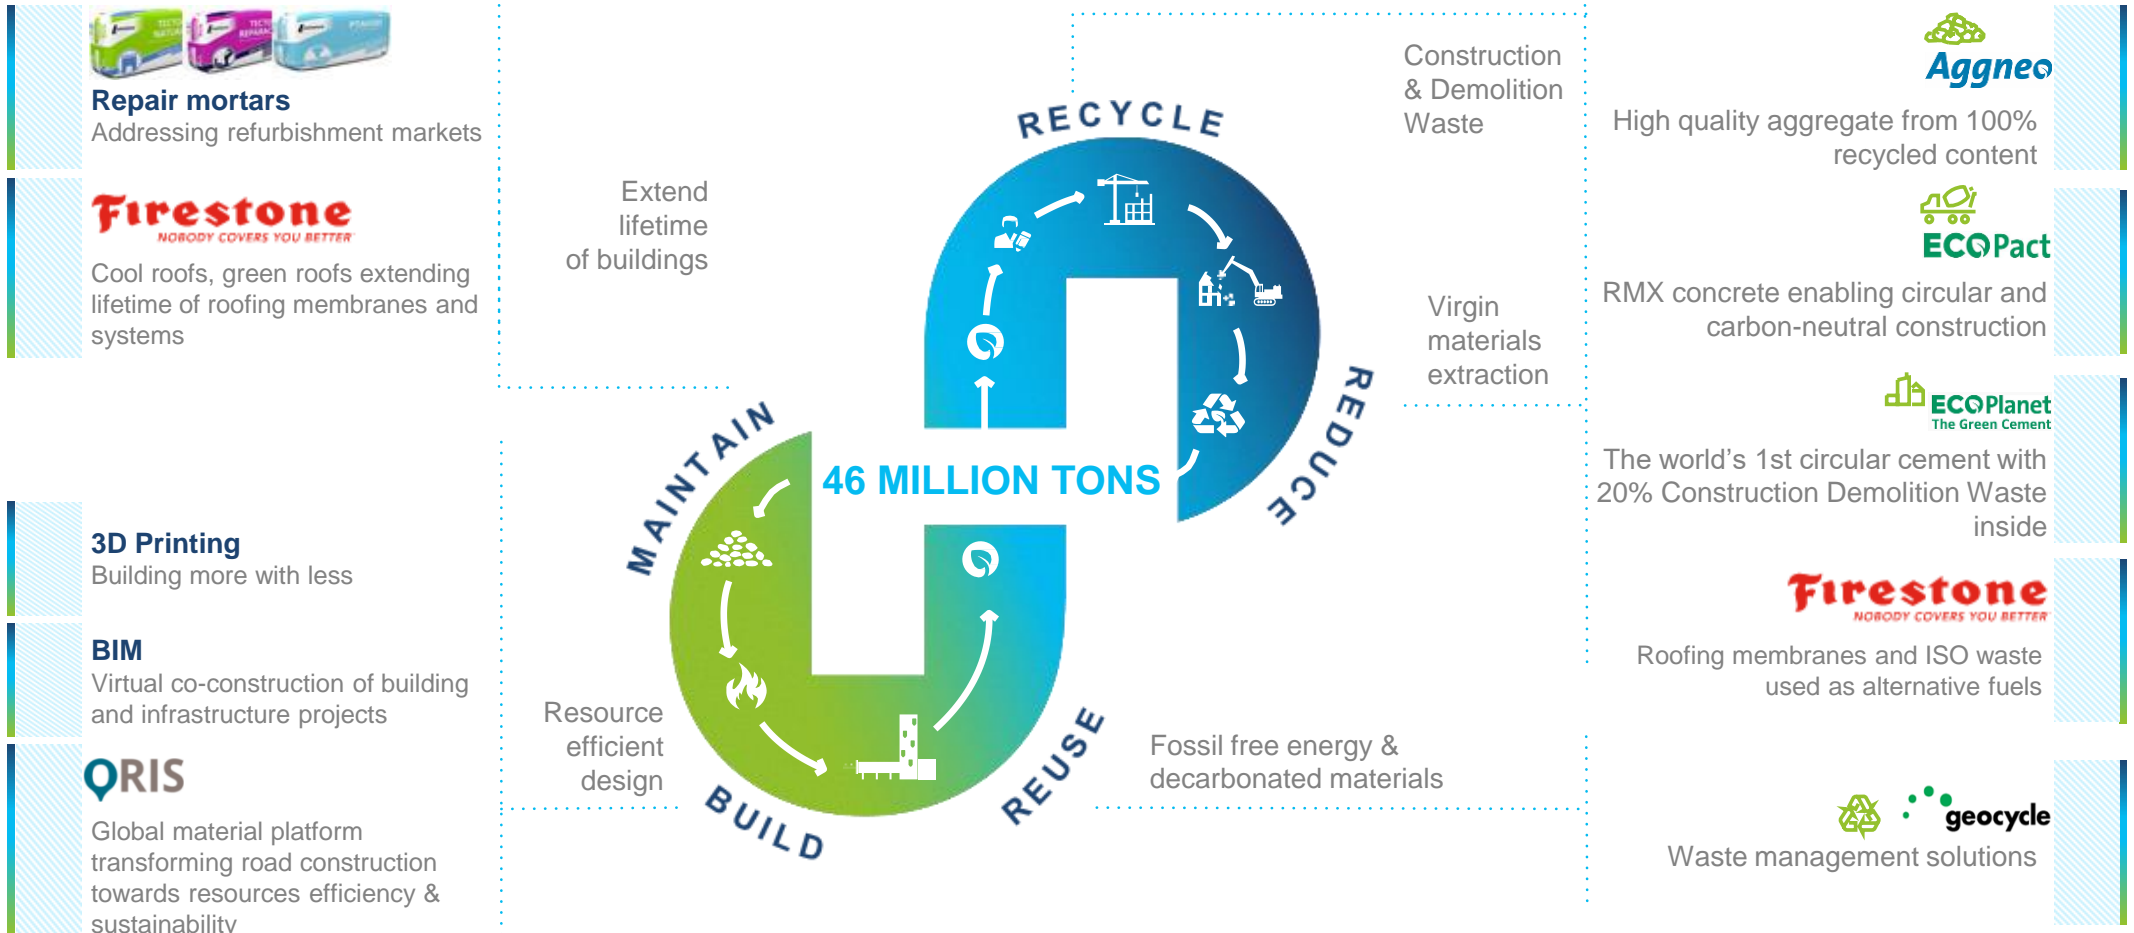 Repair mortars
Addressing refurbishment markets
Firestone
NOBODY COVERS YOU BETTER
Cool roofs, green roofs extending
lifetime of roofing membranes and
systems
3D Printing
Building more with less
BIM
Virtual co-construction of building
and infrastructure projects
ORIS
Global material platform
transforming road construction
towards resources efficiency &
sustainability
Extend
lifetime
of buildings
Resource
efficient
design
RECYCLE
REDUCE
MAINTAIN
46 MILLION TONS
BUILD
REUSE
Construction
& Demolition
Waste
Virgin
materials
extraction
Fossil free energy &
decarbonated materials
Aggneo
High quality aggregate from 100%
recycled content
ECOPact
RMX concrete enabling circular and
carbon-neutral construction
ECOPlanet
The Green Cement
The world’s 1st circular cement with
20% Construction Demolition Waste
inside
Firestone
NOBODY COVERS YOU BETTER
Roofing membranes and ISO waste
used as alternative fuels
geocycle
Waste management solutions